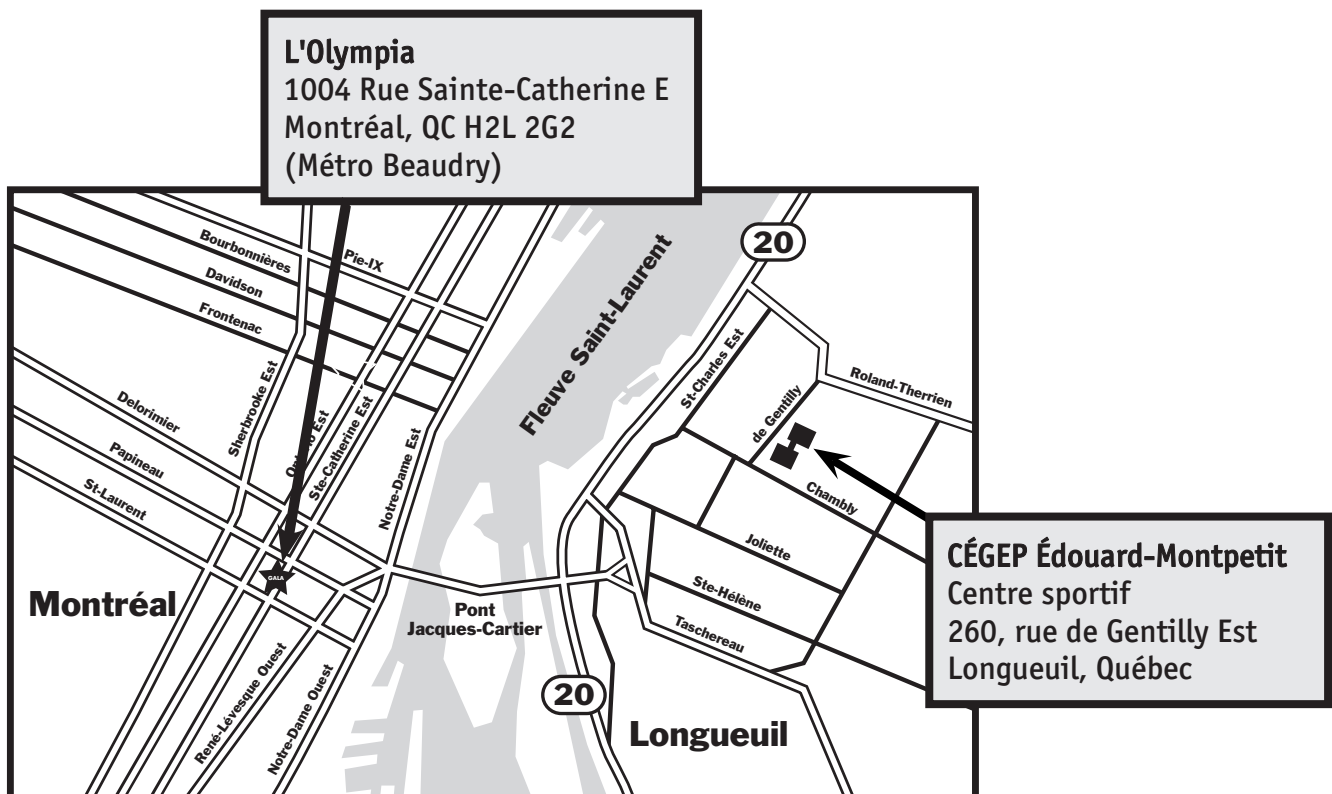 L'Olympia
1004 Rue Sainte-Catherine E
Montréal, QC H2L 2G2
(Métro Beaudry)
20
Bourbonnières
Pie-IX
Davidson
Frontenac
Fleuve Saint-Laurent
St-Charles Est
Roland-Therrien
de Gentilly
Delorimier
Sherbrooke Est
Ste-Catherine Est
Papineau
Notre-Dame Est
St-Laurent
Chambly
Joliette
CÉGEP Édouard-Montpetit
Centre sportif
260, rue de Gentilly Est
Longueuil, Québec
GALA
Ste-Hélène
Montréal
Pont
Jacques-Cartier
Taschereau
René-Lévesque Ouest
Notre-Dame Ouest
20
Longueuil